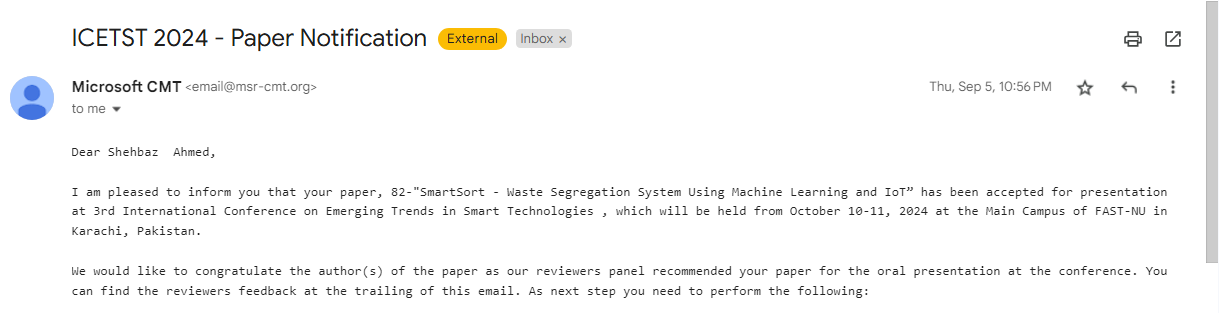 ICETST 2024 - Paper Notification External Inbox ×
Microsoft CMT <email@msr-cmt.org> Thu, Sep 5, 10:56 PM
to me
Dear Shehbaz  Ahmed,
I am pleased to inform you that your paper, 82-"SmartSort - Waste Segregation System Using Machine Learning and IoT” has been accepted for presentation
at 3rd International Conference on Emerging Trends in Smart Technologies , which will be held from October 10-11, 2024 at the Main Campus of FAST-NU in
Karachi, Pakistan.
We would like to congratulate the author(s) of the paper as our reviewers panel recommended your paper for the oral presentation at the conference. You
can find the reviewers feedback at the trailing of this email. As next step you need to perform the following: